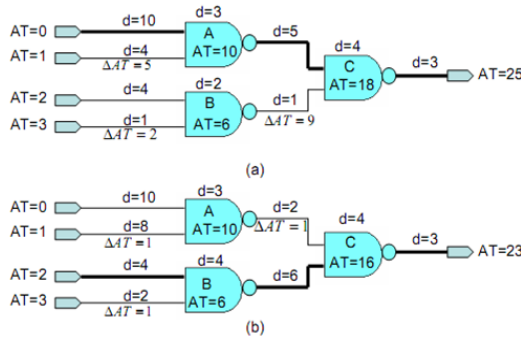 d=3
AT=0 d=10 A d=5 d=4
AT=1 d=4 AT=10 C d=3 AT=25
ΔAT = 5 d=2 AT=18
AT=2 d=4 B d=1
AT=3 d=1 AT=6 ΔAT = 9
ΔAT = 2
(a)
d=3
AT=0 d=10 A d=2 d=4
AT=1 d=8 AT=10 ΔAT = 1 C d=3 AT=23
ΔAT = 1 d=4 AT=16
AT=2 d=4 B d=6
AT=3 d=2 AT=6
ΔAT = 1
(b)